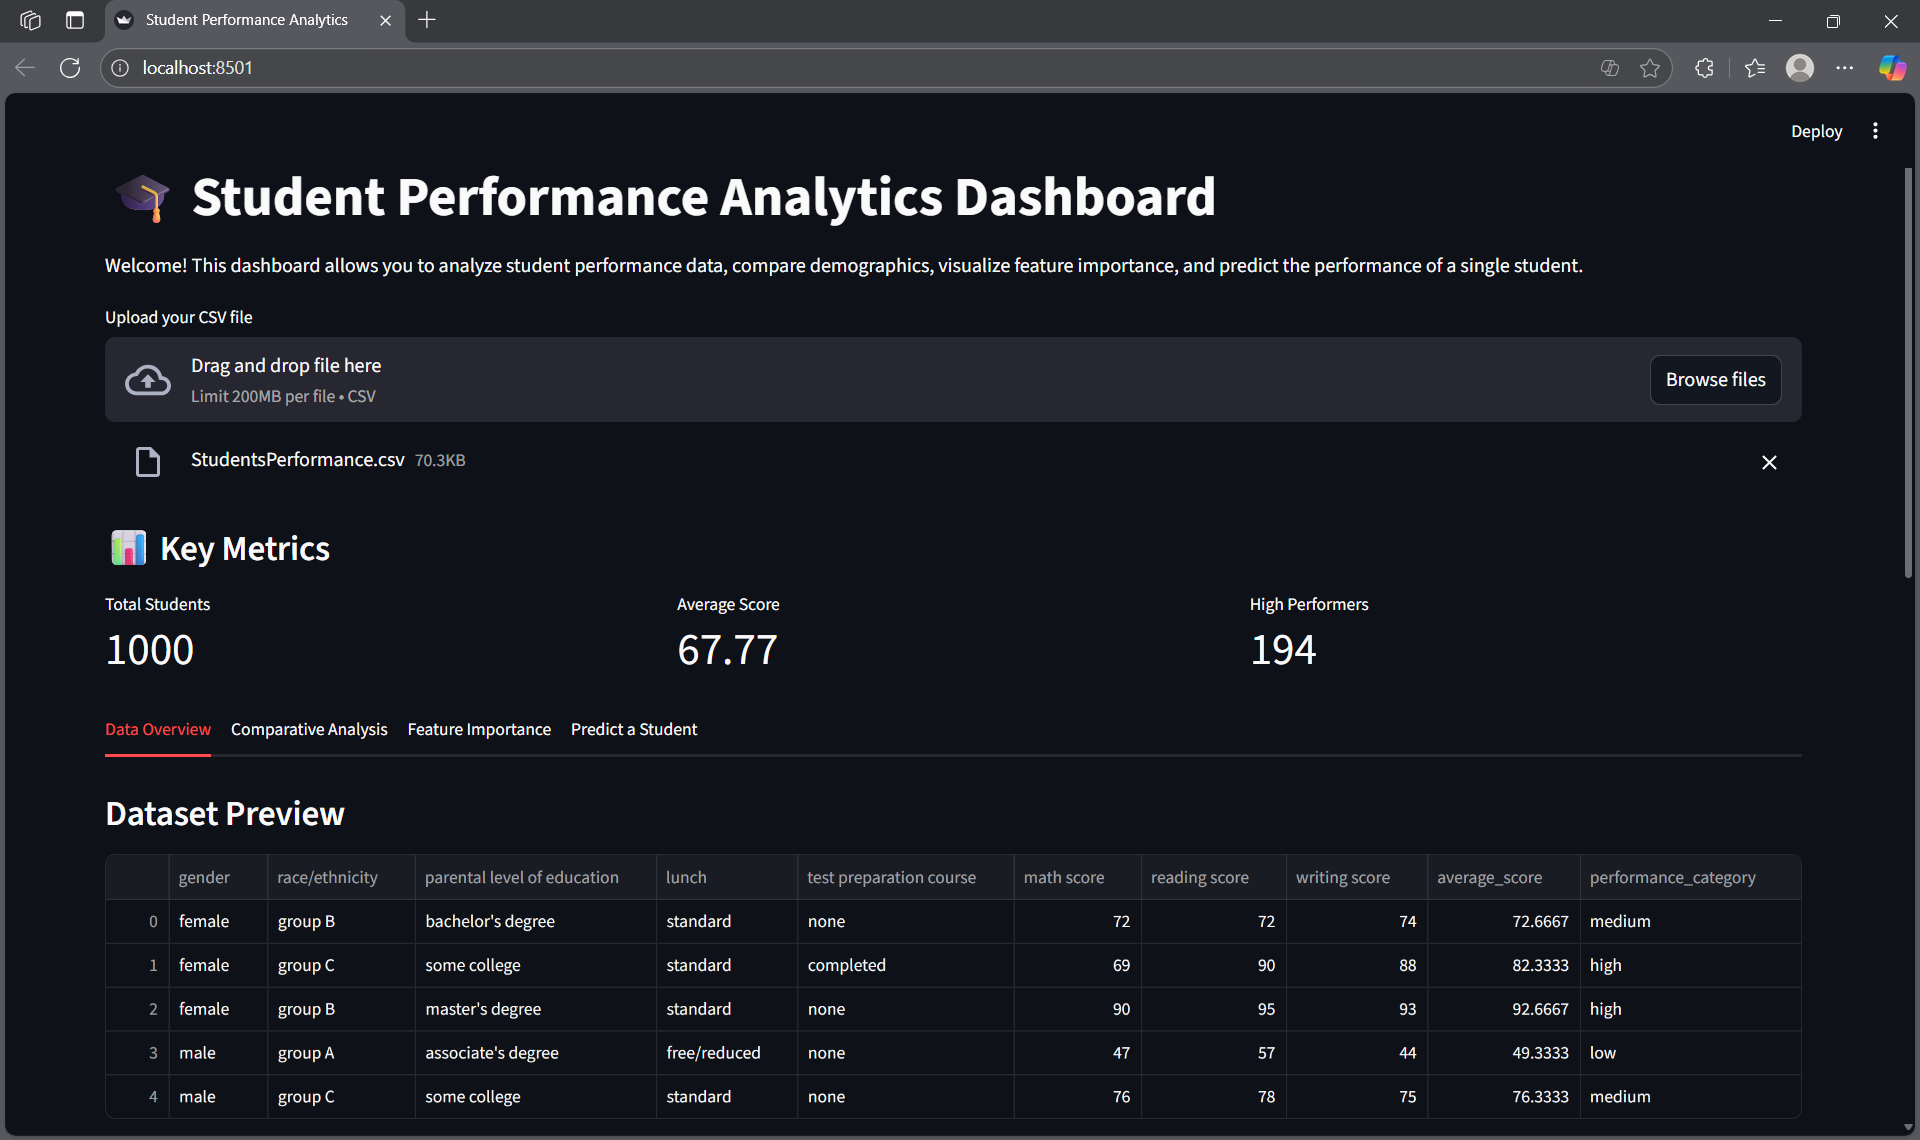 Student Performance Analytics
localhost:8501
Deploy
Student Performance Analytics Dashboard
Welcome! This dashboard allows you to analyze student performance data, compare demographics, visualize feature importance, and predict the performance of a single student.
Upload your CSV file
Drag and drop file here
Limit 200MB per file • CSV
Browse files
StudentsPerformance.csv 70.3KB
Key Metrics
Total Students Average Score High Performers
1000 67.77 194
Data Overview Comparative Analysis Feature Importance Predict a Student
Dataset Preview
gender race/ethnicity parental level of education lunch test preparation course math score reading score writing score average_score performance_category
0 female group B bachelor's degree standard none 72 72 74 72.6667 medium
1 female group C some college standard completed 69 90 88 82.3333 high
2 female group B master's degree standard none 90 95 93 92.6667 high
3 male group A associate's degree free/reduced none 47 57 44 49.3333 low
4 male group C some college standard none 76 78 75 76.3333 medium